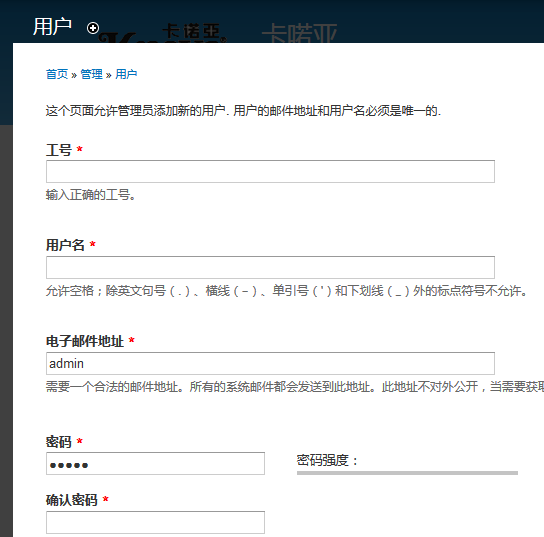 用户
卡諾亞
卡喏亚
首页 » 管理 » 用户
这个页面允许管理员添加新的用户. 用户的邮件地址和用户名必须是唯一的.
工号 *
输入正确的工号。
用户名 *
允许空格；除英文句号 ( . ) 、横线 ( – ) 、单引号 ( ' ) 和下划线 ( _ ) 外的标点符号不允许。
电子邮件地址 *
admin
需要一个合法的邮件地址。所有的系统邮件都会发送到此地址。此地址不对外公开，当需要获取
密码 *
•••••
密码强度：
确认密码 *